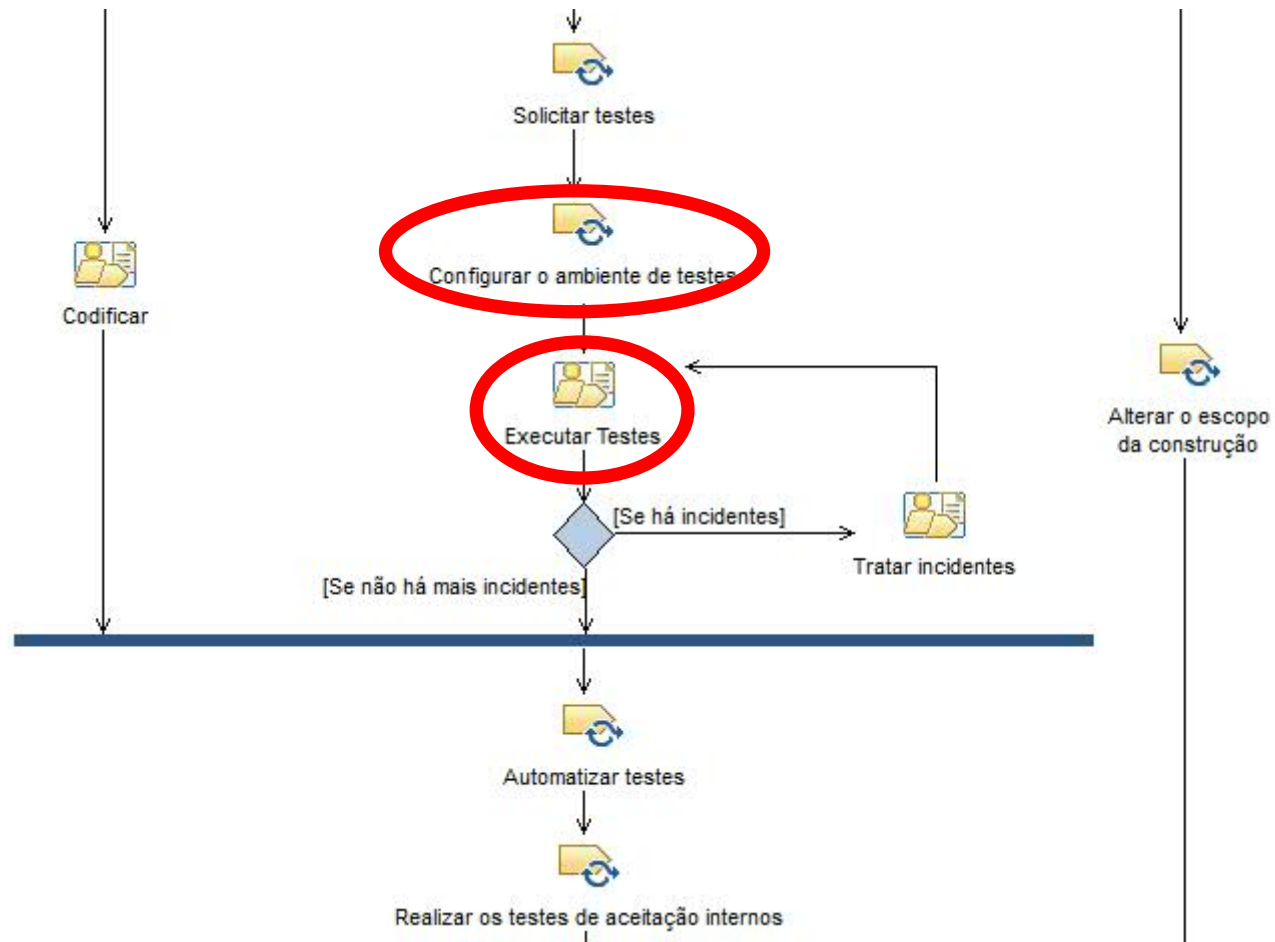 Solicitar testes
Configurar o ambiente de testes
Codificar
Executar Testes
Alterar o escopo
da construção
[Se há incidentes]
Tratar incidentes
[Se não há mais incidentes]
Automatizar testes
Realizar os testes de aceitação internos